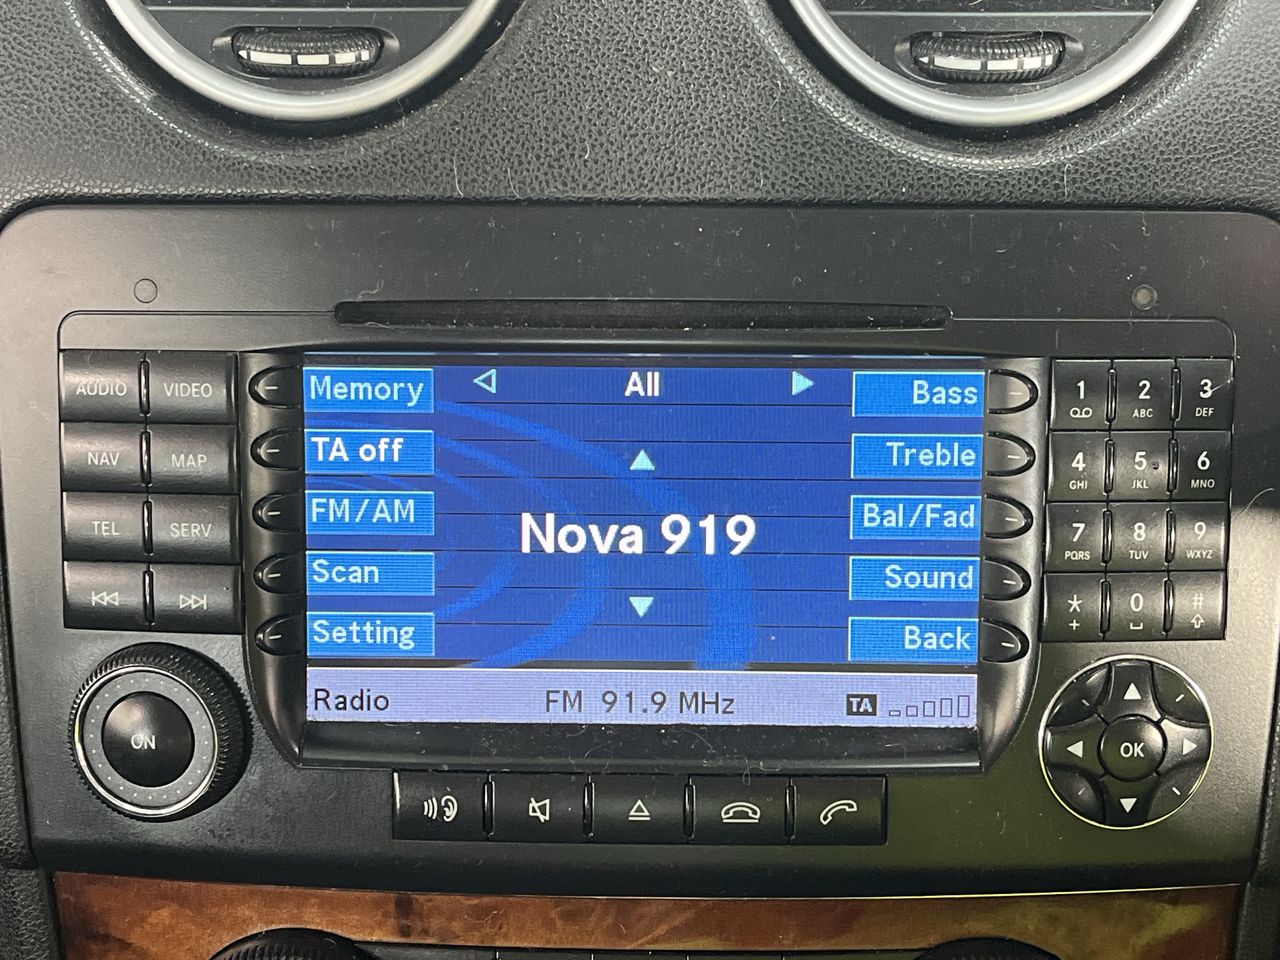 AUDIO VIDEO
NAV MAP
TEL SERV
ON
Memory
TA off
FM/AM
Scan
Setting
All
Nova 919
Bass
Treble
Bal/Fad
Sound
Back
Radio FM 91.9 MHz TA
1 2 3
ABC DEF
4 5 6
GHI JKL MNO
7 8 9
PQRS TUV WXYZ
* 0 #
+
OK